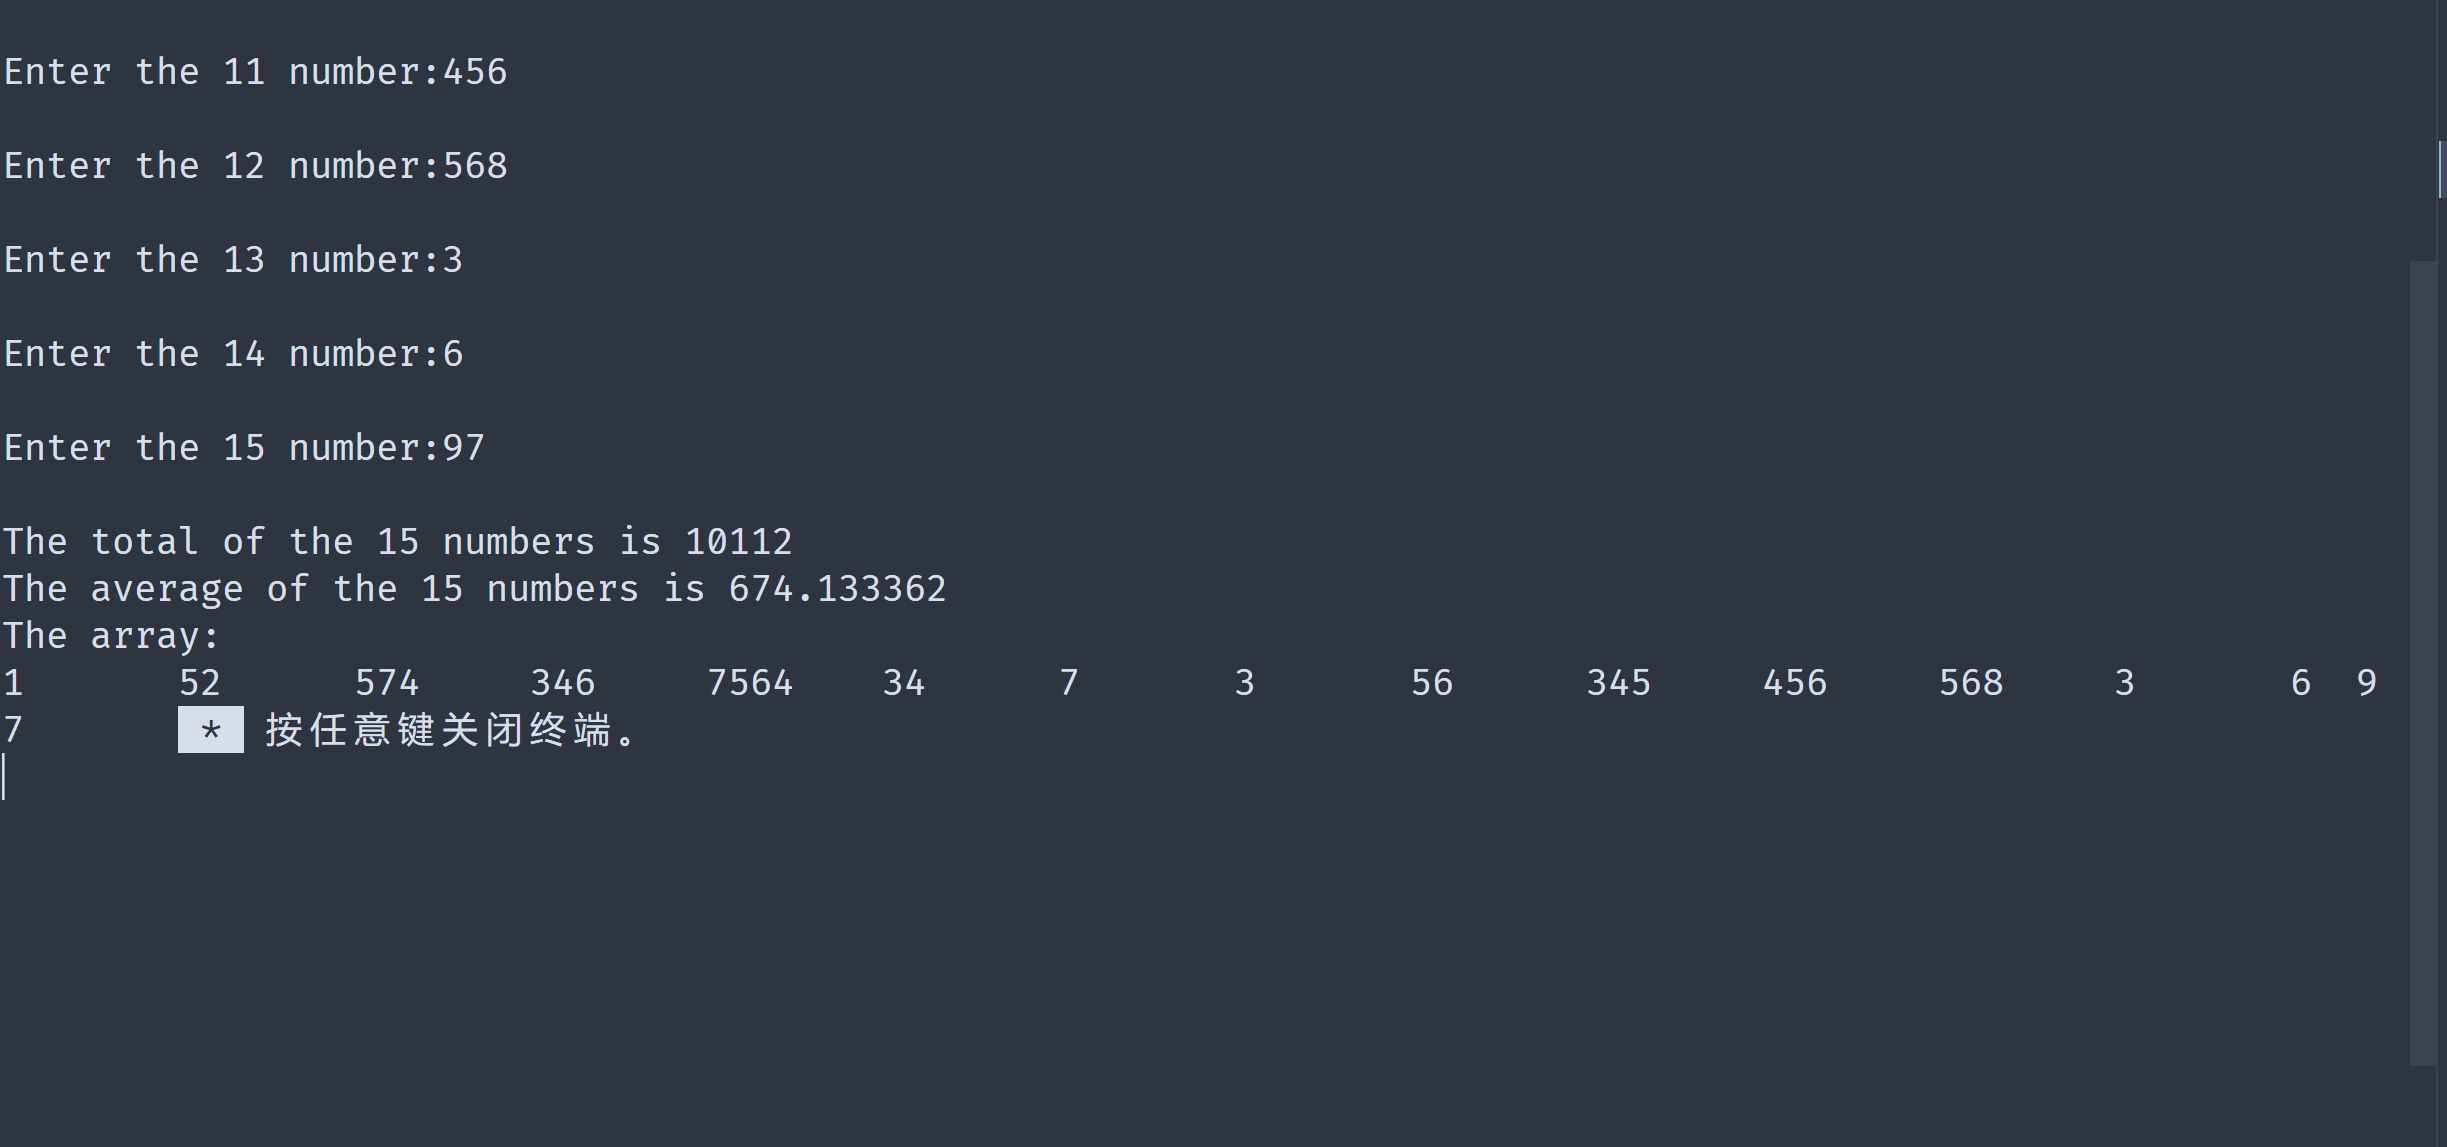 Enter the 11 number:456
Enter the 12 number:568
Enter the 13 number:3
Enter the 14 number:6
Enter the 15 number:97
The total of the 15 numbers is 10112
The average of the 15 numbers is 674.133362
The array:
1 52 574 346 7564 34 7 3 56 345 456 568 3 6 9
7 * 按任意键关闭终端。